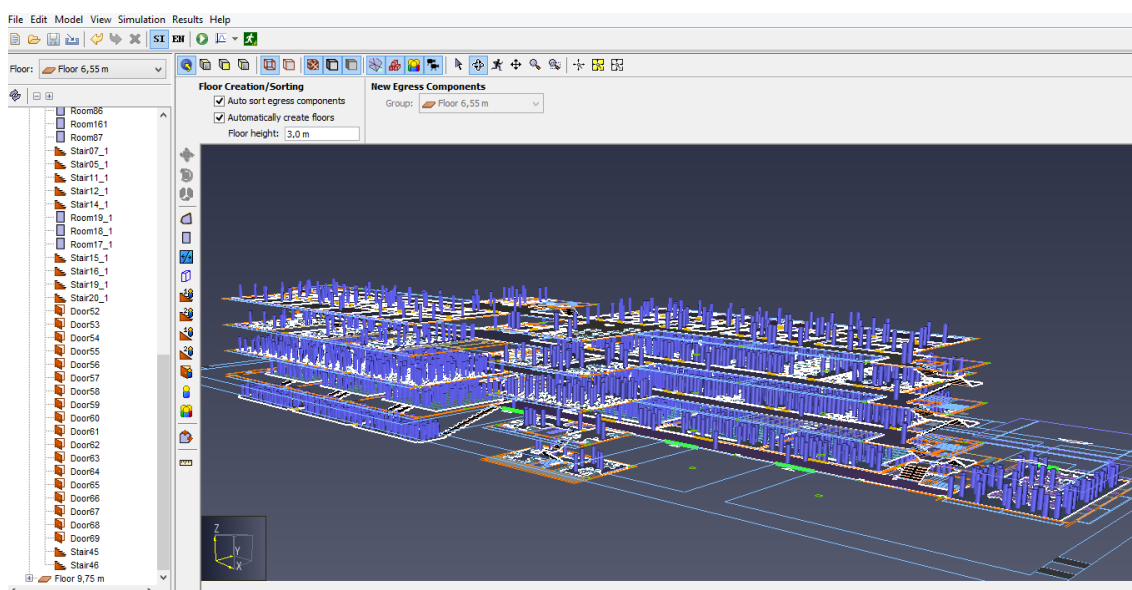 File Edit Model View Simulation Results Help
SI EN
Floor: Floor 6,55 m
Floor Creation/Sorting
Auto sort egress components
Automatically create floors
Floor height: 3,0 m
New Egress Components
Group: Floor 6,55 m
Room86
Room161
Room87
Stair07_1
Stair05_1
Stair11_1
Stair12_1
Stair14_1
Room19_1
Room18_1
Room17_1
Stair15_1
Stair16_1
Stair19_1
Stair20_1
Door52
Door53
Door54
Door55
Door56
Door57
Door58
Door59
Door60
Door61
Door62
Door63
Door64
Door65
Door66
Door67
Door68
Door69
Stair45
Stair46
Floor 9,75 m
Z
Y
X